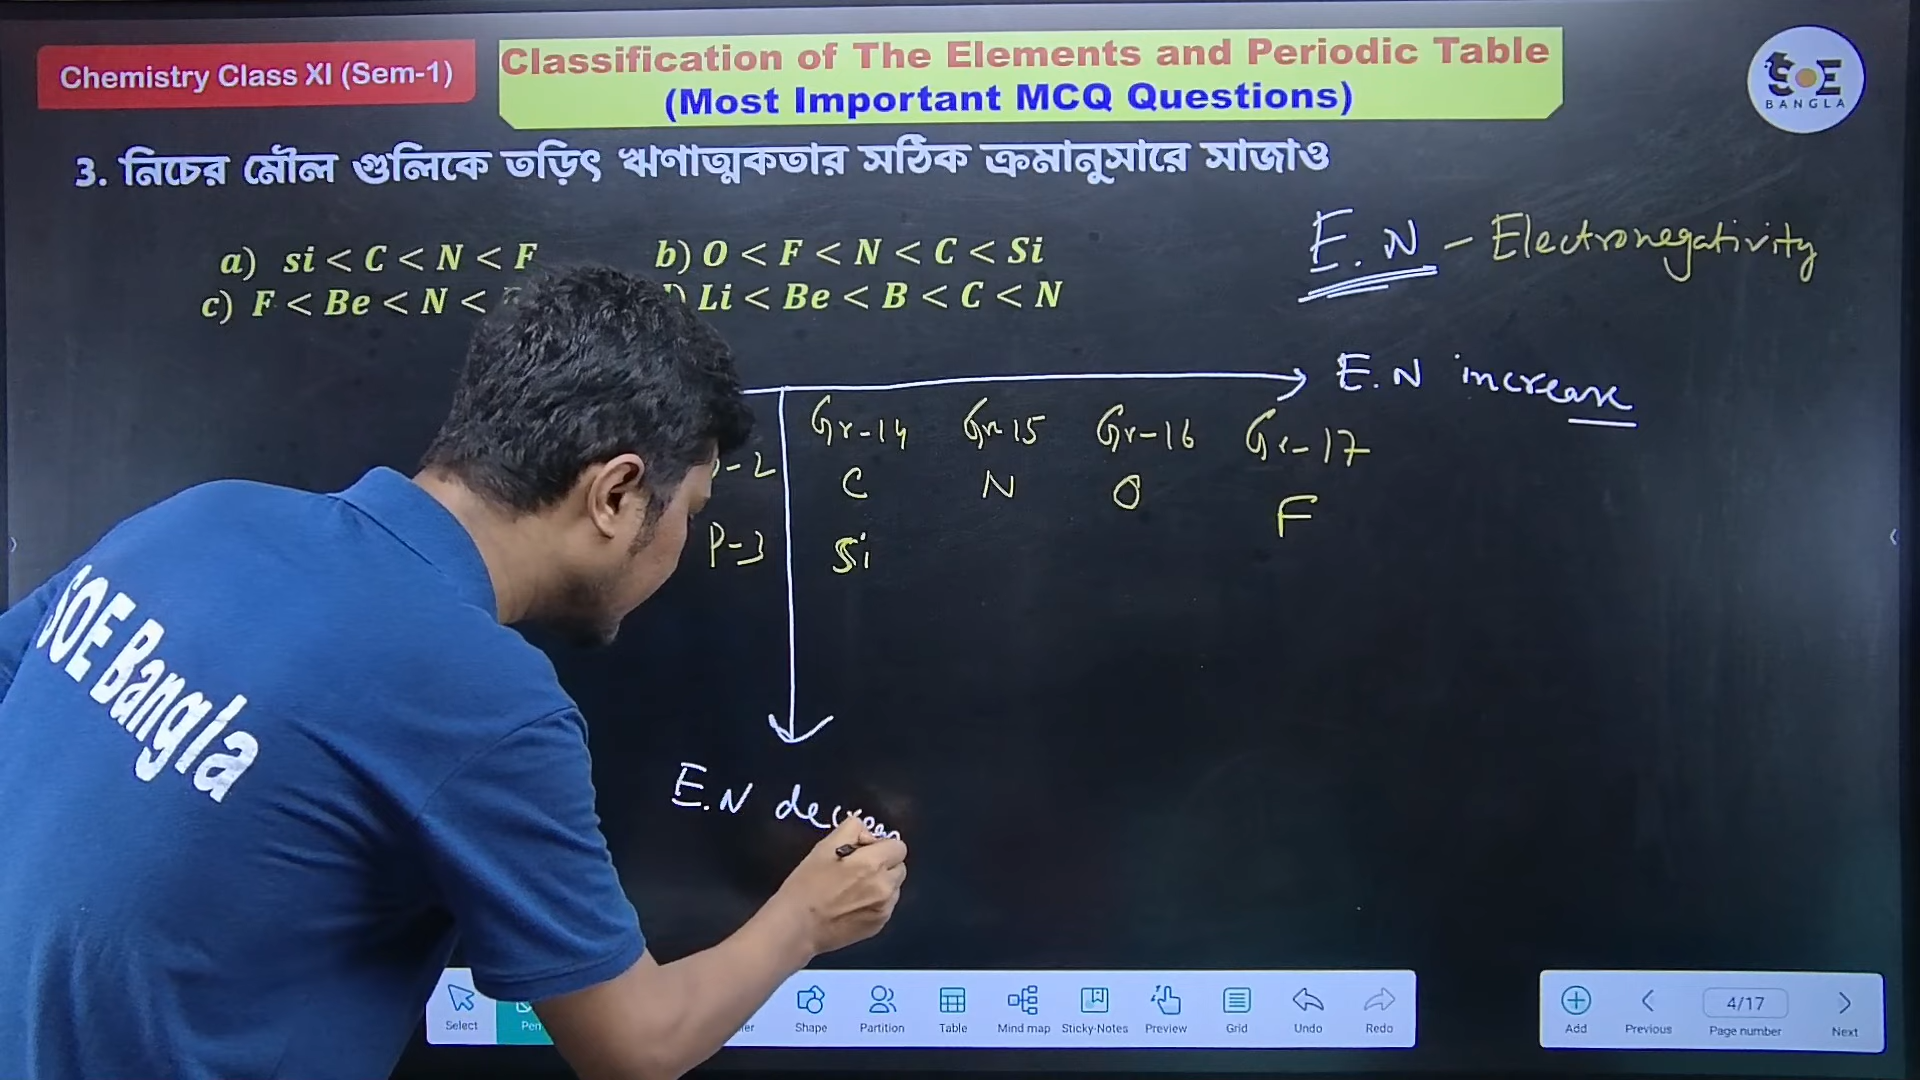 Chemistry Class XI (Sem-1)
Classification of The Elements and Periodic Table
(Most Important MCQ Questions)
SOE
BANGLA
3. নিচের মৌল গুলিকে তড়িৎ ঋণাত্মকতার সঠিক ক্রমানুসারে সাজাও
a) si < C < N < F
b) O < F < N < C < Si
c) F < Be < N <
Li < Be < B < C < N
E.N - Electronegativity
E.N increase
Gr-14 Gr-15 Gr-16 Gr-17
-2 C N O F
P-3 Si
E.N
SOE Bangla
Select
Pen
Shape
Partition
Table
Mind map
Sticky-Notes
Preview
Grid
Undo
Redo
Add
Previous
4/17
Page number
Next